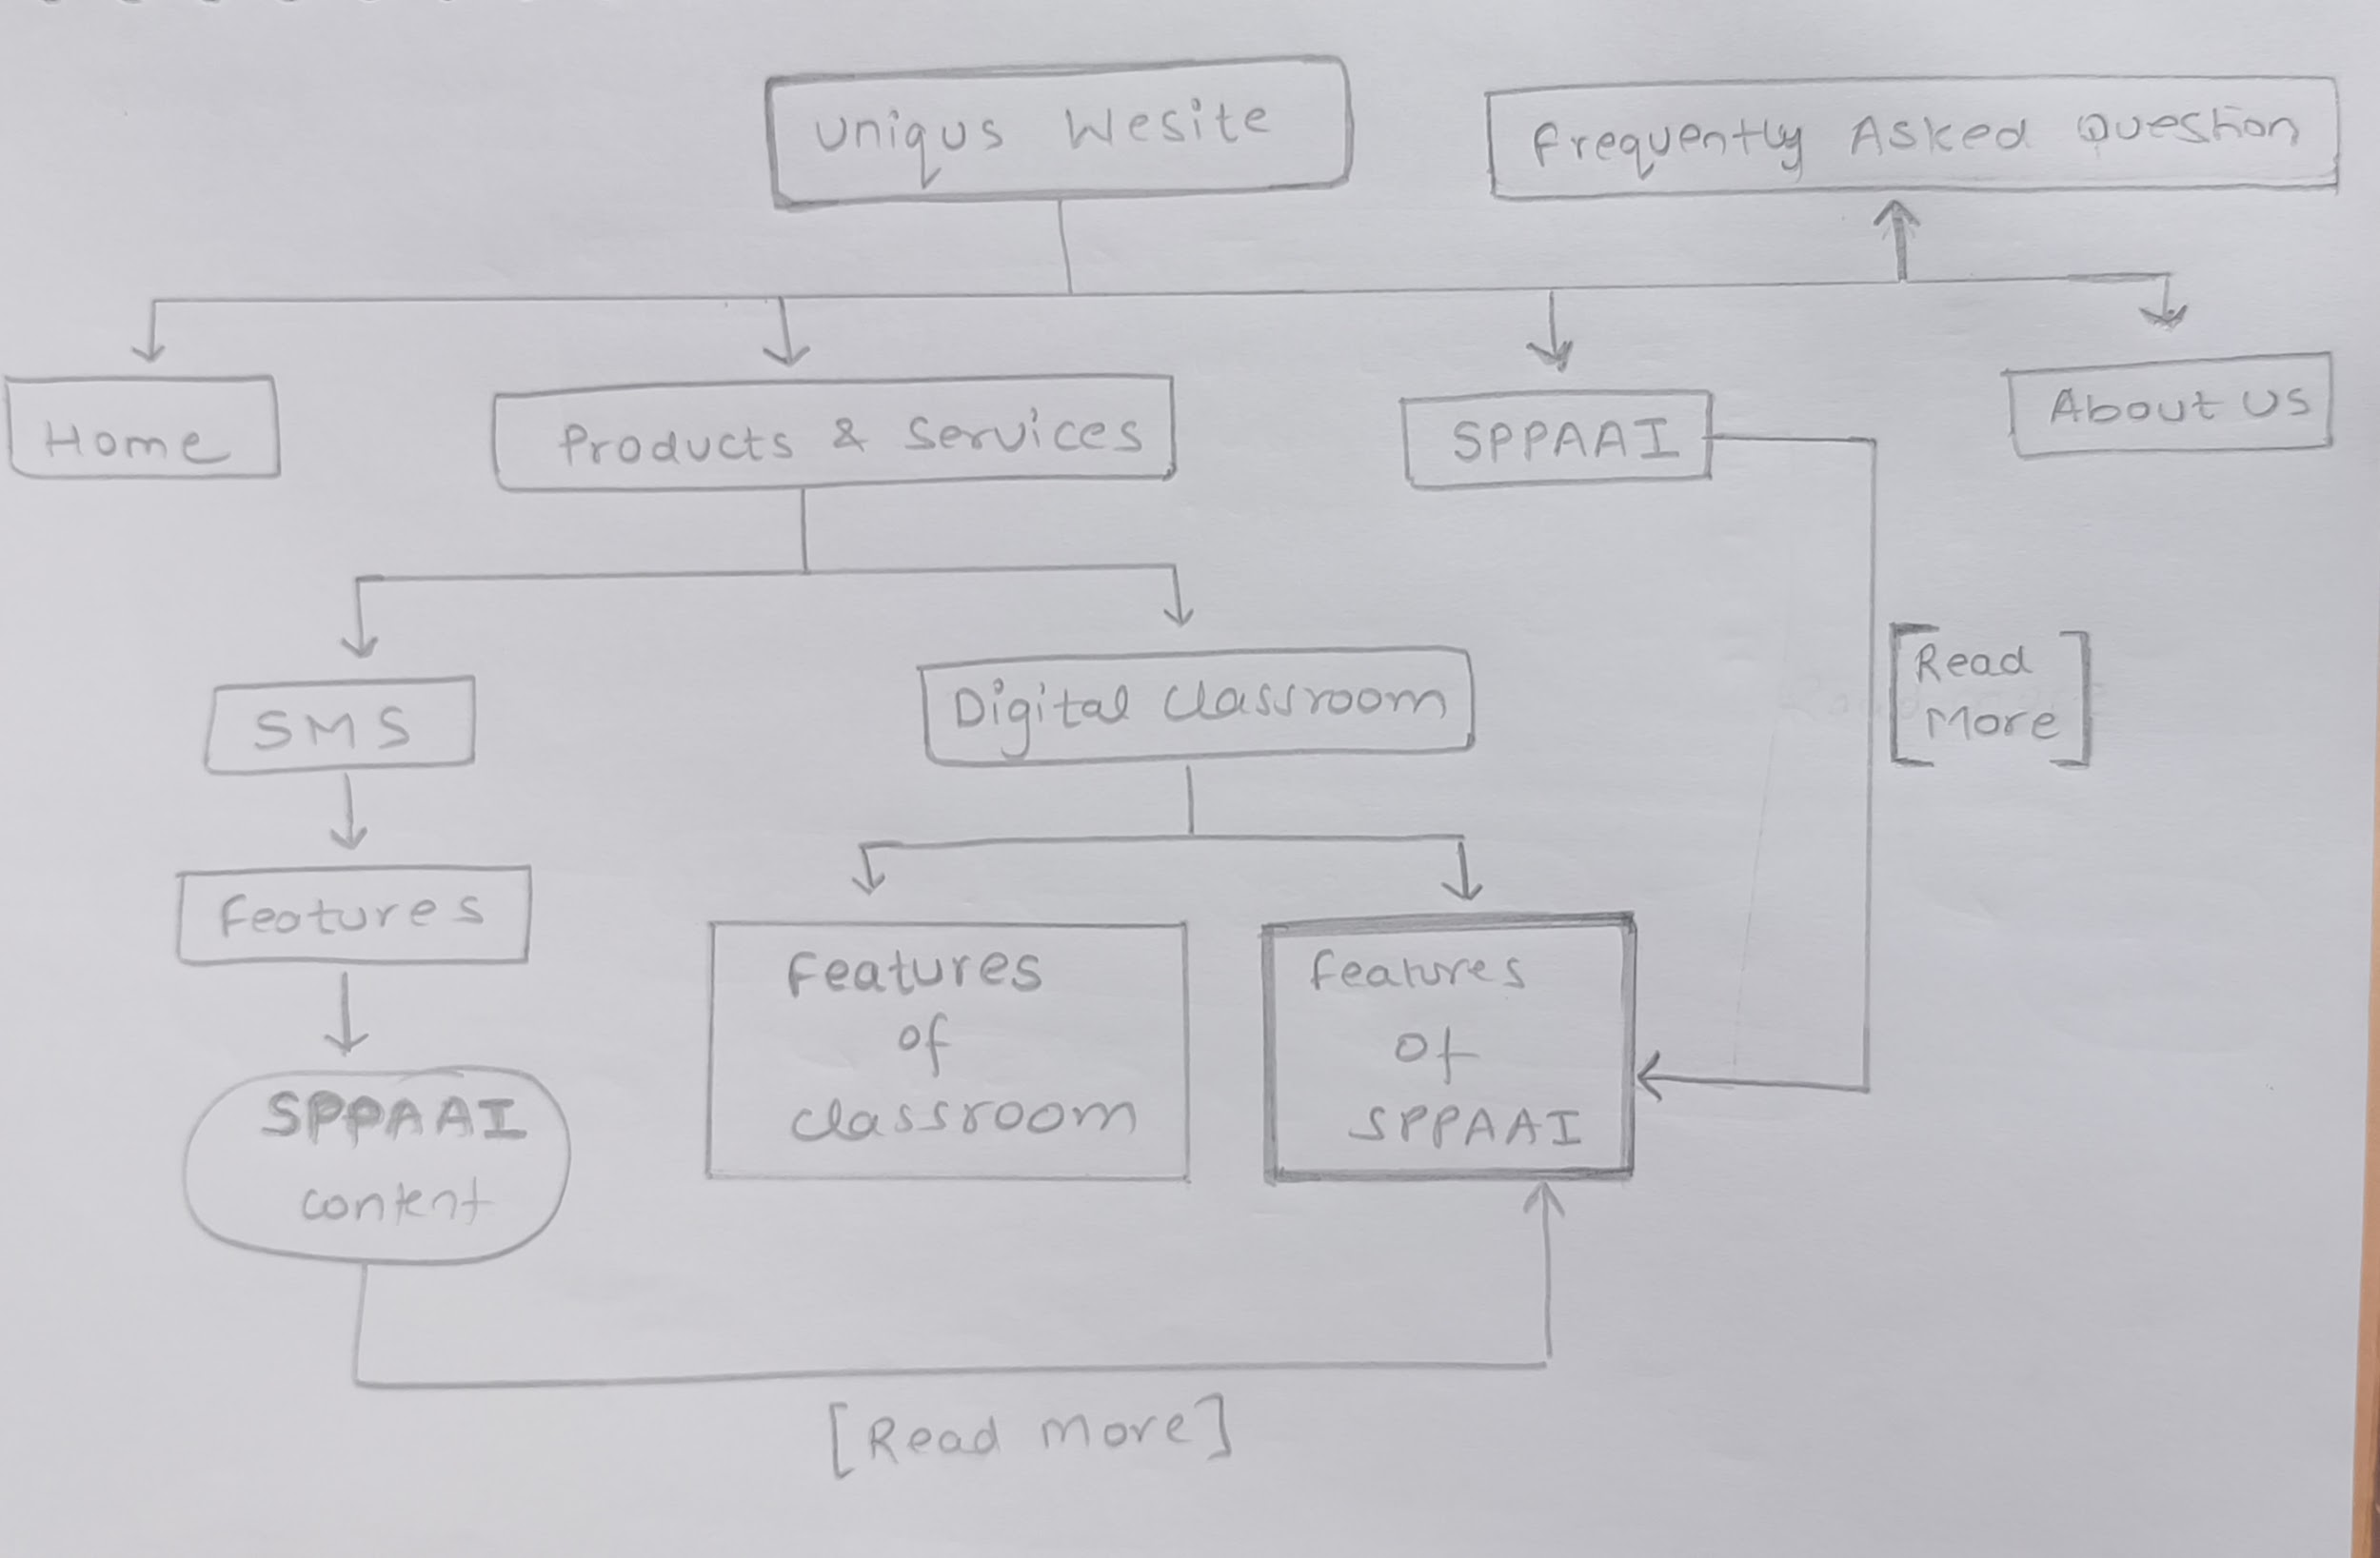 Uniqus Wesite
Frequently Asked Question
Home
Products & Services
SPPAAI
About Us
Read
More
SMS
Digital Classroom
Features
Features
of
classroom
Features
of
SPPAAI
SPPAAI
content
[Read More]